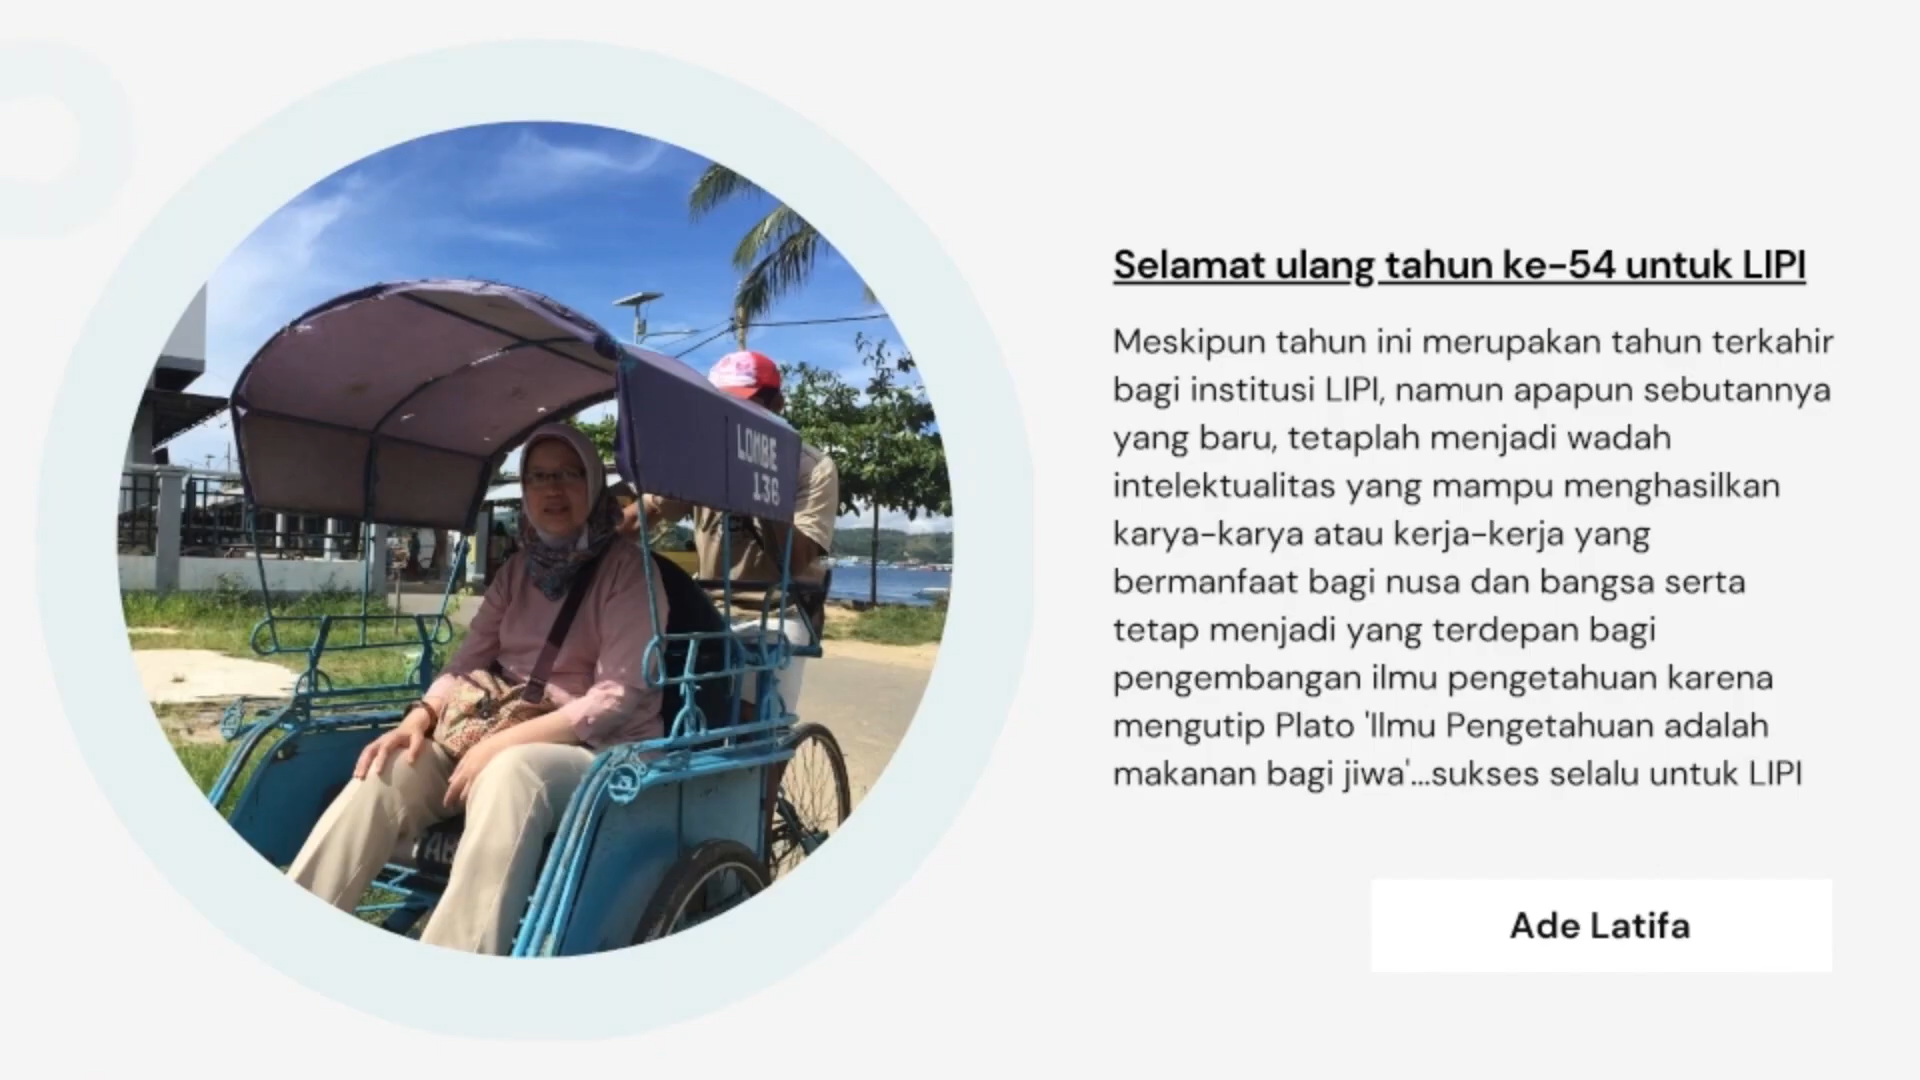 LOMBE
136
Selamat ulang tahun ke-54 untuk LIPI
Meskipun tahun ini merupakan tahun terkahir
bagi institusi LIPI, namun apapun sebutannya
yang baru, tetaplah menjadi wadah
intelektualitas yang mampu menghasilkan
karya-karya atau kerja-kerja yang
bermanfaat bagi nusa dan bangsa serta
tetap menjadi yang terdepan bagi
pengembangan ilmu pengetahuan karena
mengutip Plato 'Ilmu Pengetahuan adalah
makanan bagi jiwa'...sukses selalu untuk LIPI
Ade Latifa